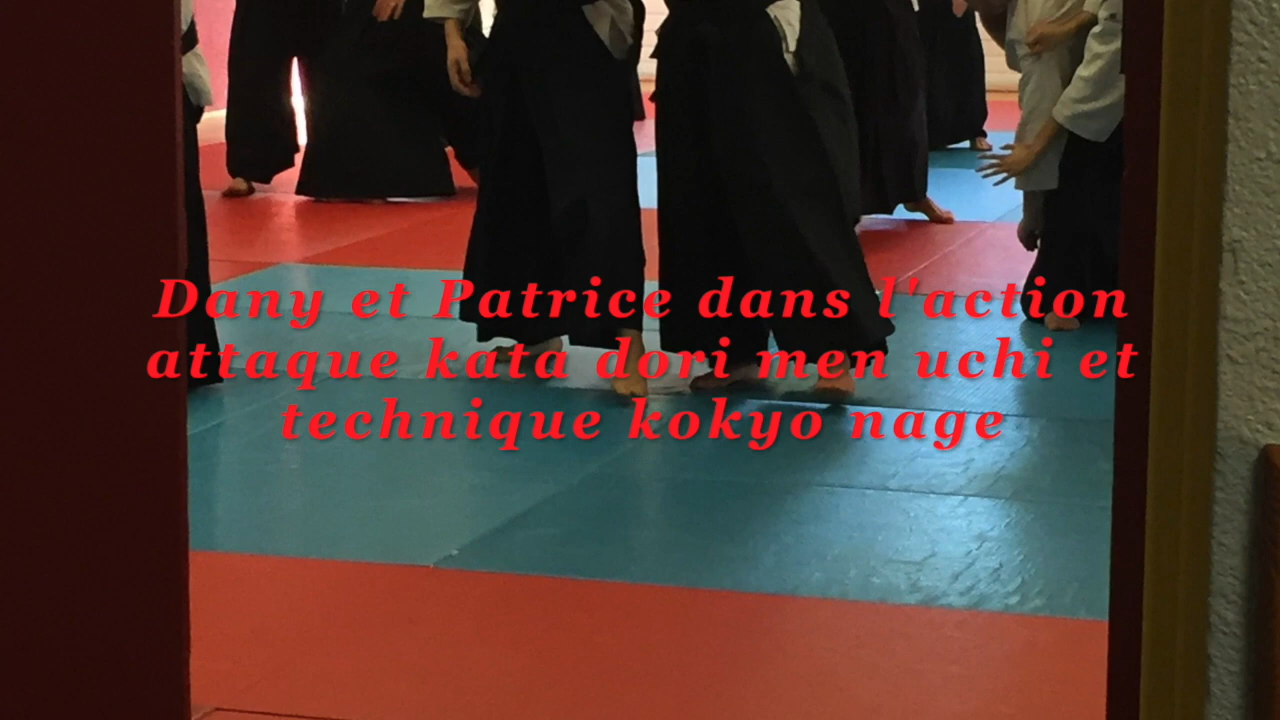 Dany et Patrice dans l'action
attaque kata dori men uchi et
technique kokyo nage